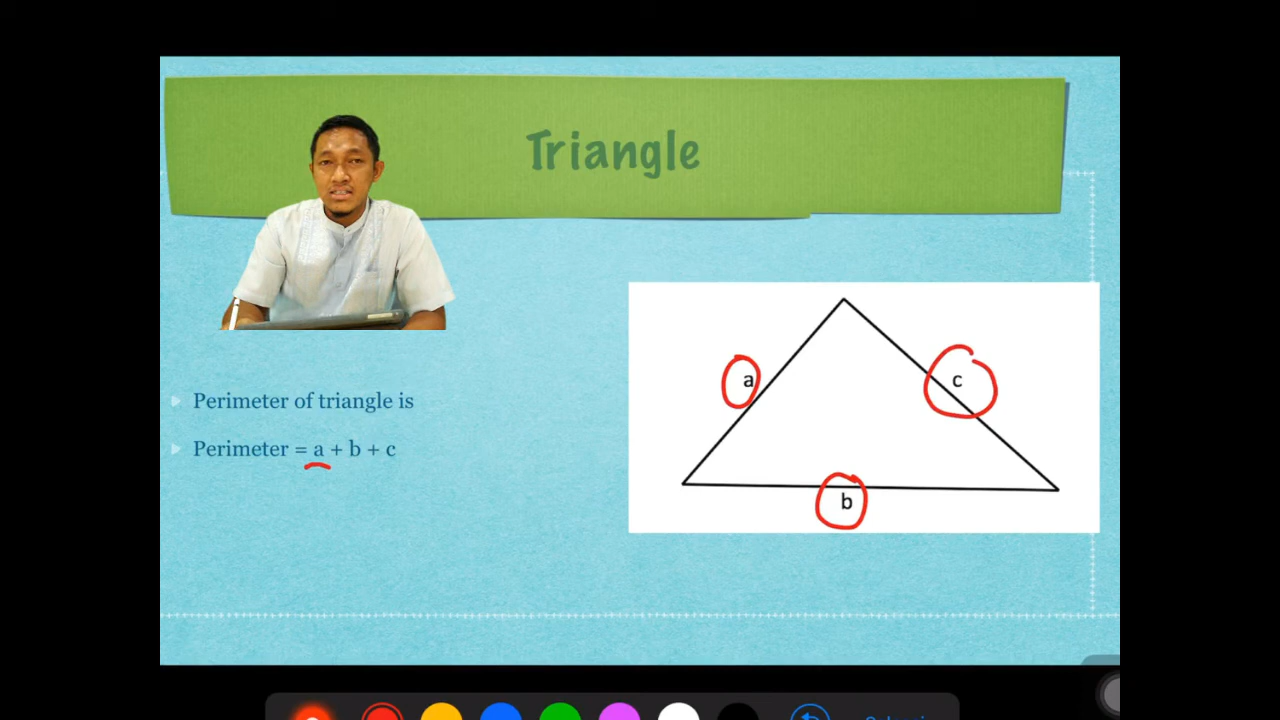 Triangle
a
c
Perimeter of triangle is
Perimeter = a + b + c
b